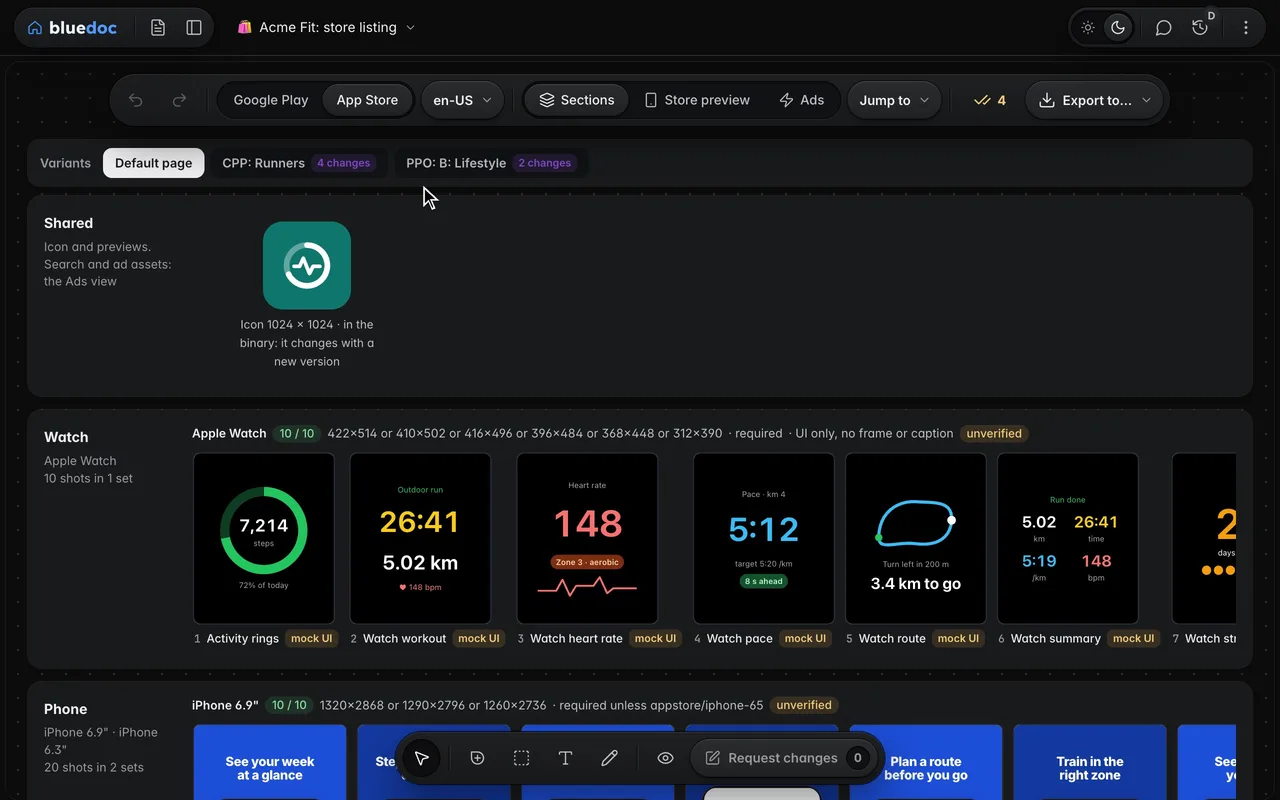 bluedoc
Acme Fit: store listing
D
Google Play
App Store
en-US
Sections
Store preview
Ads
Jump to
4
Export to...
Variants
Default page
CPP: Runners
4 changes
PPO: B: Lifestyle
2 changes
Shared
Icon and previews.
Search and ad assets:
the Ads view
Icon 1024 × 1024 · in the
binary: it changes with a
new version
Watch
Apple Watch
10 shots in 1 set
Apple Watch 10 / 10 422×514 or 410×502 or 416×496 or 396×484 or 368×448 or 312×390 · required · UI only, no frame or caption unverified
7,214
steps
72% of today
Outdoor run
26:41
5.02 km
148 bpm
Heart rate
148
Zone 3 · aerobic
Pace · km 4
5:12
target 5:20 /km
8 s ahead
Turn left in 200 m
3.4 km to go
Run done
5.02 26:41
km time
5:19 148
/km bpm
2
days
1 Activity rings mock UI
2 Watch workout mock UI
3 Watch heart rate mock UI
4 Watch pace mock UI
5 Watch route mock UI
6 Watch summary mock UI
7 Watch
Phone
iPhone 6.9" · iPhone
6.3"
20 shots in 2 sets
iPhone 6.9" 10 / 10 1320×2868 or 1290×2796 or 1260×2736 · required unless appstore/iphone-65 unverified
See your week
at a glance
Plan a route
before you go
Train in the
right zone
Request changes 0